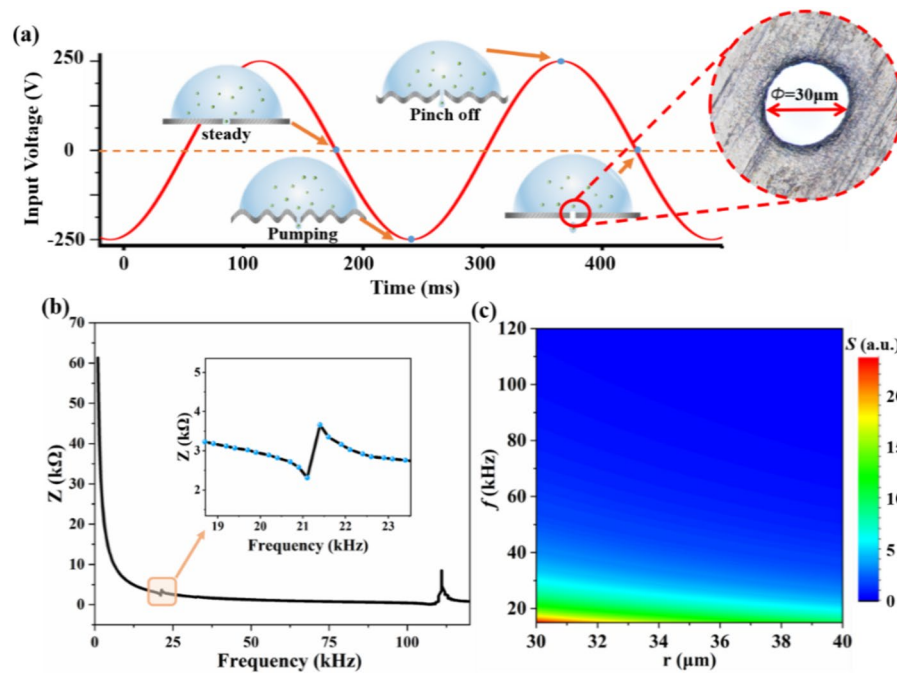 (a)
Input Voltage (V)
250
0
-250
steady
Pumping
Pinch off
Φ=30μm
0
100
200
300
400
Time (ms)
(b)
Z (kΩ)
70
60
50
40
30
20
10
0
0
25
50
75
100
Frequency (kHz)
Z (kΩ)
5
4
3
2
19
20
21
22
23
Frequency (kHz)
(c)
f (kHz)
120
100
80
60
40
20
30
32
34
36
38
40
r (μm)
S (a.u.)
20
15
10
5
0